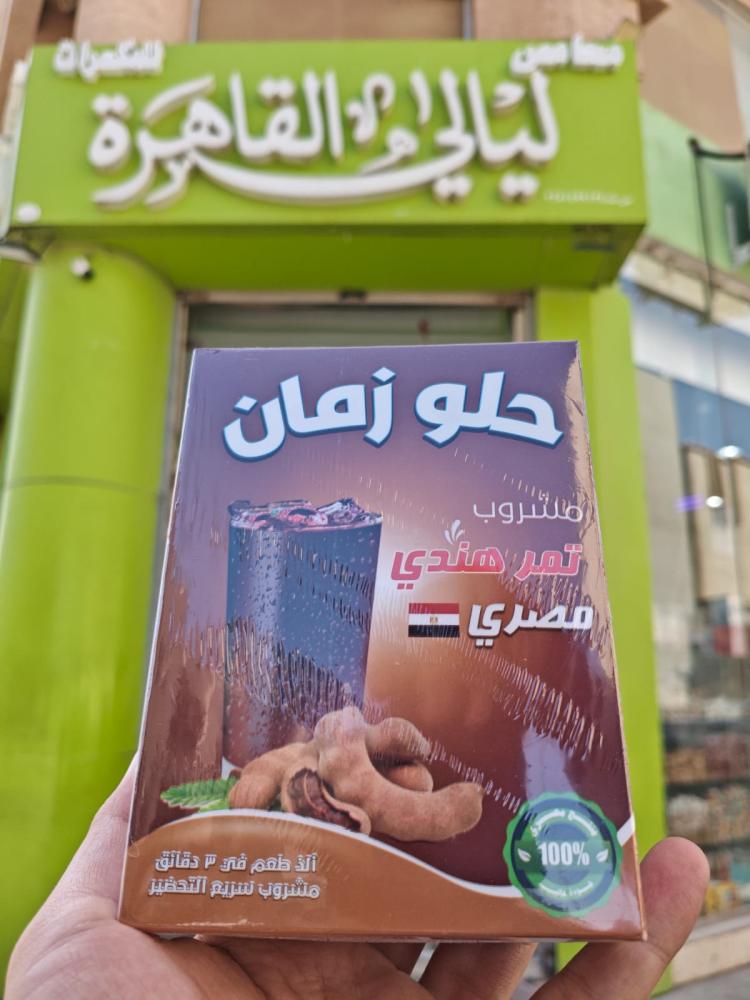 محامص للمكسرات
ليالي القاهرة
حلو زمان
مشروب
تمر هندي
مصري
ألذ طعم في ٣ دقائق
مشروب سريع التحضير
100%